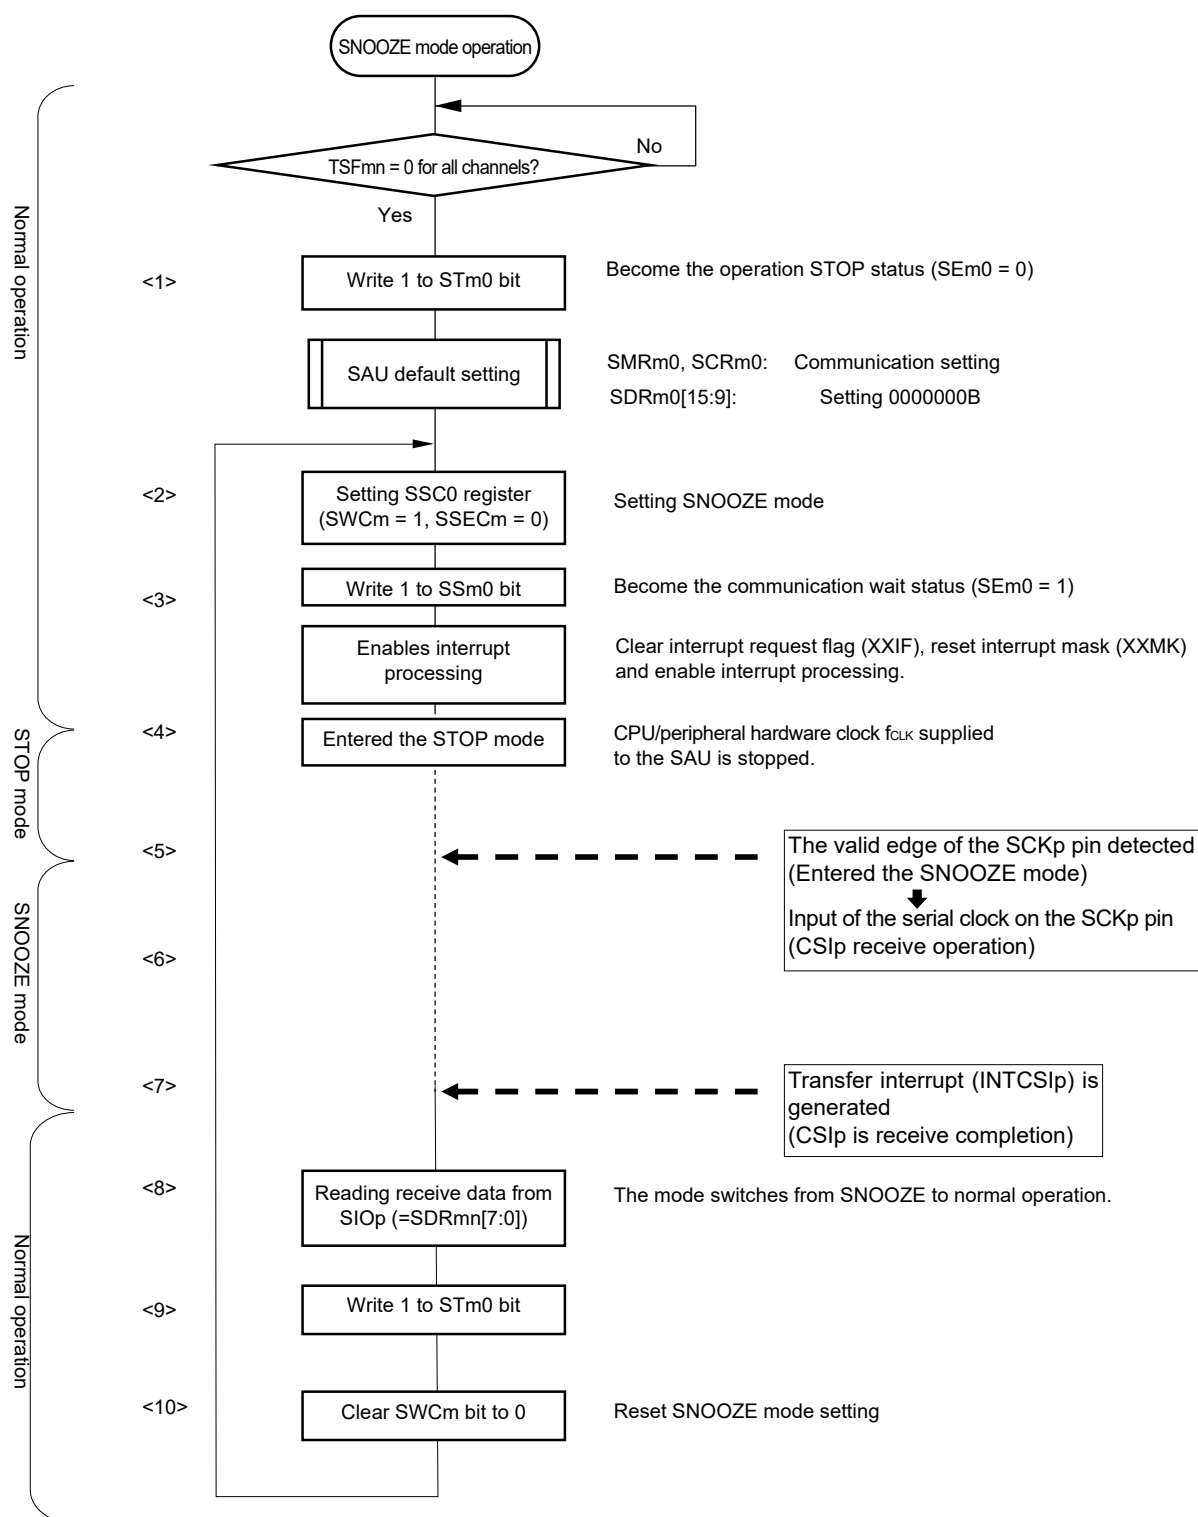 SNOOZE mode operation
No
TSFmn = 0 for all channels?
Yes
Normal operation
<1>
Write 1 to STm0 bit
Become the operation STOP status (SEm0 = 0)
SAU default setting
SMRm0, SCRm0: Communication setting
SDRm0[15:9]: Setting 0000000B
<2>
Setting SSC0 register
(SWCm = 1, SSECm = 0)
Setting SNOOZE mode
<3>
Write 1 to SSm0 bit
Become the communication wait status (SEm0 = 1)
Enables interrupt
processing
Clear interrupt request flag (XXIF), reset interrupt mask (XXMK)
and enable interrupt processing.
STOP mode
<4>
Entered the STOP mode
CPU/peripheral hardware clock fCLK supplied
to the SAU is stopped.
<5>
The valid edge of the SCKp pin detected
(Entered the SNOOZE mode)
Input of the serial clock on the SCKp pin
(CSIp receive operation)
SNOOZE mode
<6>
<7>
Transfer interrupt (INTCSIp) is
generated
(CSIp is receive completion)
Normal operation
<8>
Reading receive data from
SIOp (=SDRmn[7:0])
The mode switches from SNOOZE to normal operation.
<9>
Write 1 to STm0 bit
<10>
Clear SWCm bit to 0
Reset SNOOZE mode setting